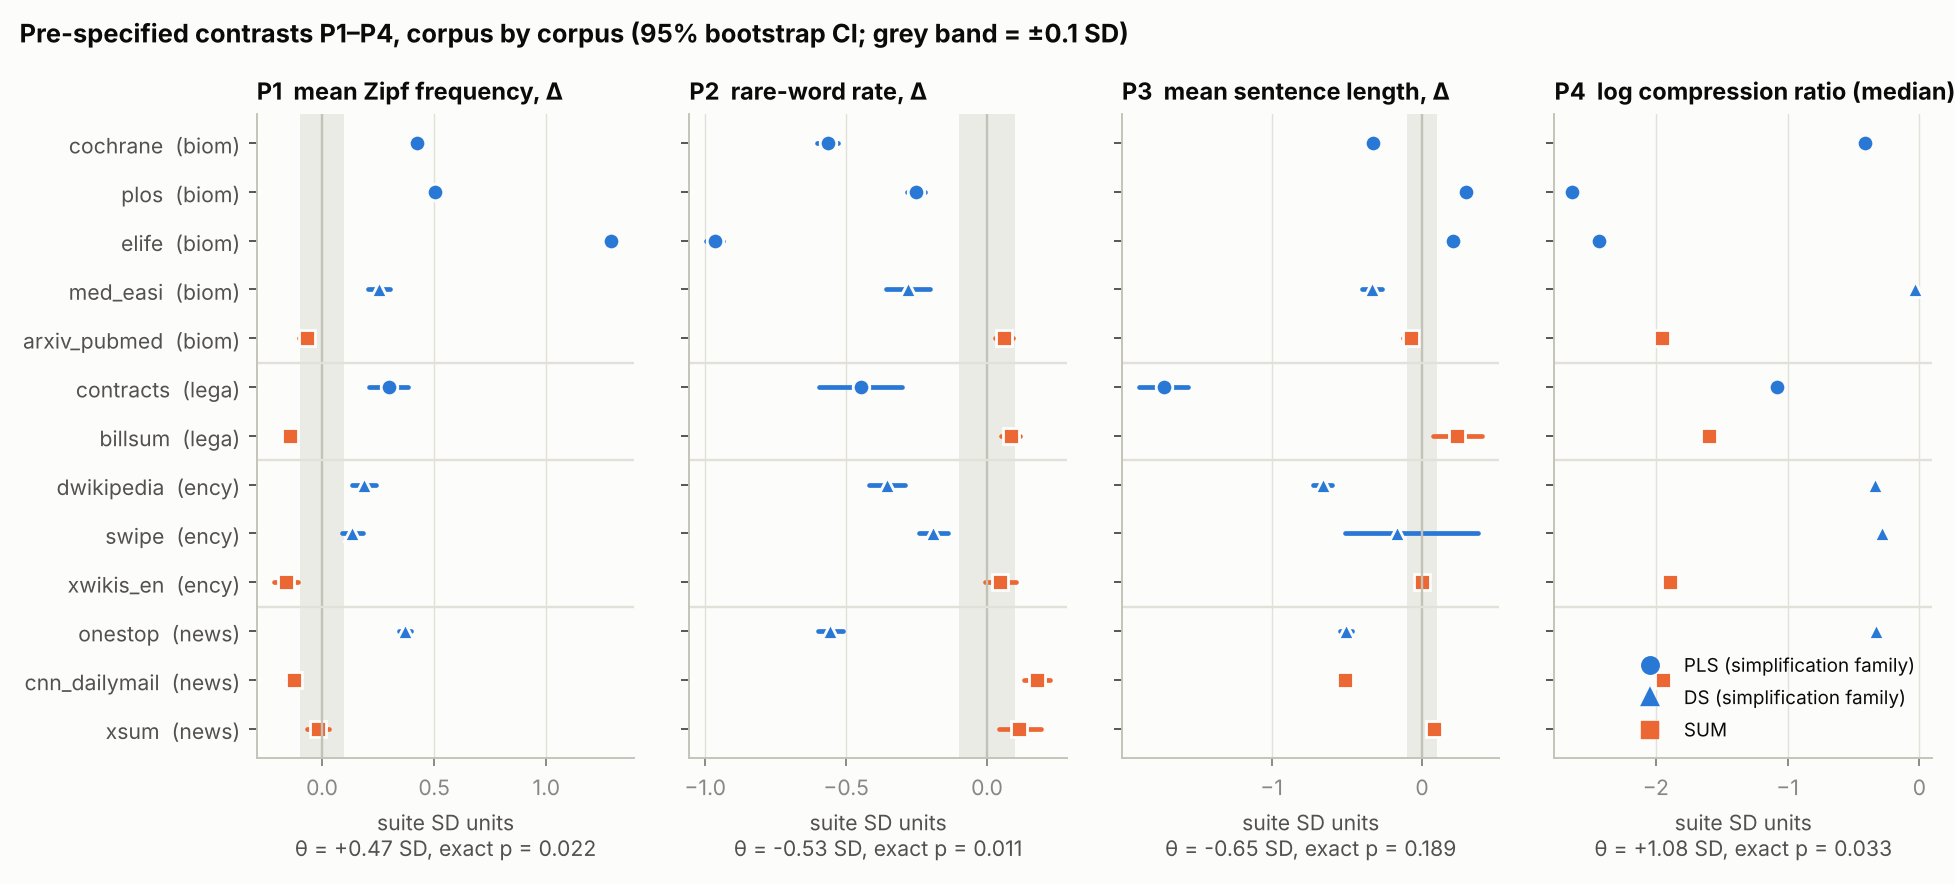 Pre-specified contrasts P1–P4, corpus by corpus (95% bootstrap CI; grey band = ±0.1 SD)
P1 mean Zipf frequency, Δ
P2 rare-word rate, Δ
P3 mean sentence length, Δ
P4 log compression ratio (median)
cochrane (biom)
plos (biom)
elife (biom)
med_easi (biom)
arxiv_pubmed (biom)
contracts (lega)
billsum (lega)
dwikipedia (ency)
swipe (ency)
xwikis_en (ency)
onestop (news)
cnn_dailymail (news)
xsum (news)
PLS (simplification family)
DS (simplification family)
SUM
0.0 0.5 1.0
−1.0 −0.5 0.0
−1 0
−2 −1 0
suite SD units
θ = +0.47 SD, exact p = 0.022
suite SD units
θ = -0.53 SD, exact p = 0.011
suite SD units
θ = -0.65 SD, exact p = 0.189
suite SD units
θ = +1.08 SD, exact p = 0.033